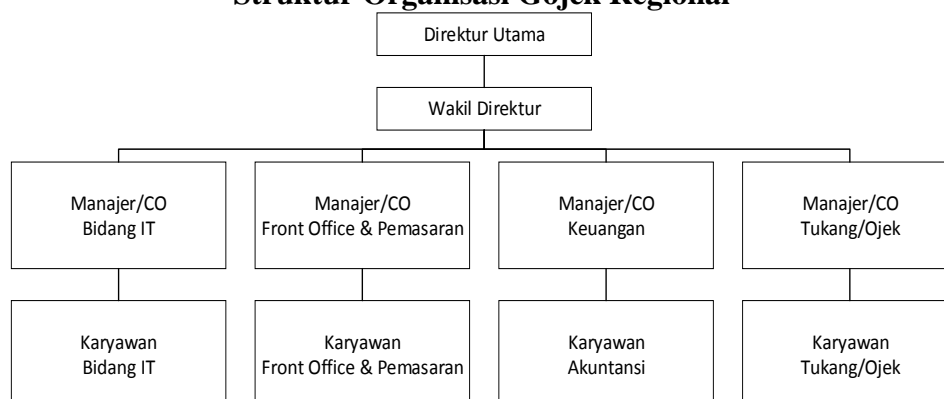 Struktur Organisasi Gojek Regional
Direktur Utama
Wakil Direktur
Manajer/CO
Bidang IT
Manajer/CO
Front Office & Pemasaran
Manajer/CO
Keuangan
Manajer/CO
Tukang/Ojek
Karyawan
Bidang IT
Karyawan
Front Office & Pemasaran
Karyawan
Akuntansi
Karyawan
Tukang/Ojek